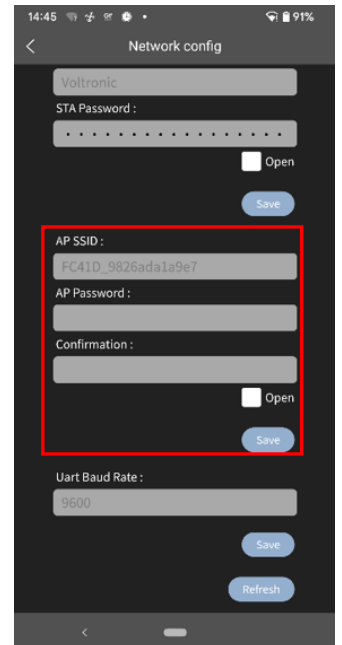 14:45 91%
Network config
Voltronic
STA Password :
Open
Save
AP SSID :
FC41D_9826ada1a9e7
AP Password :
Confirmation :
Open
Save
Uart Baud Rate :
9600
Save
Refresh